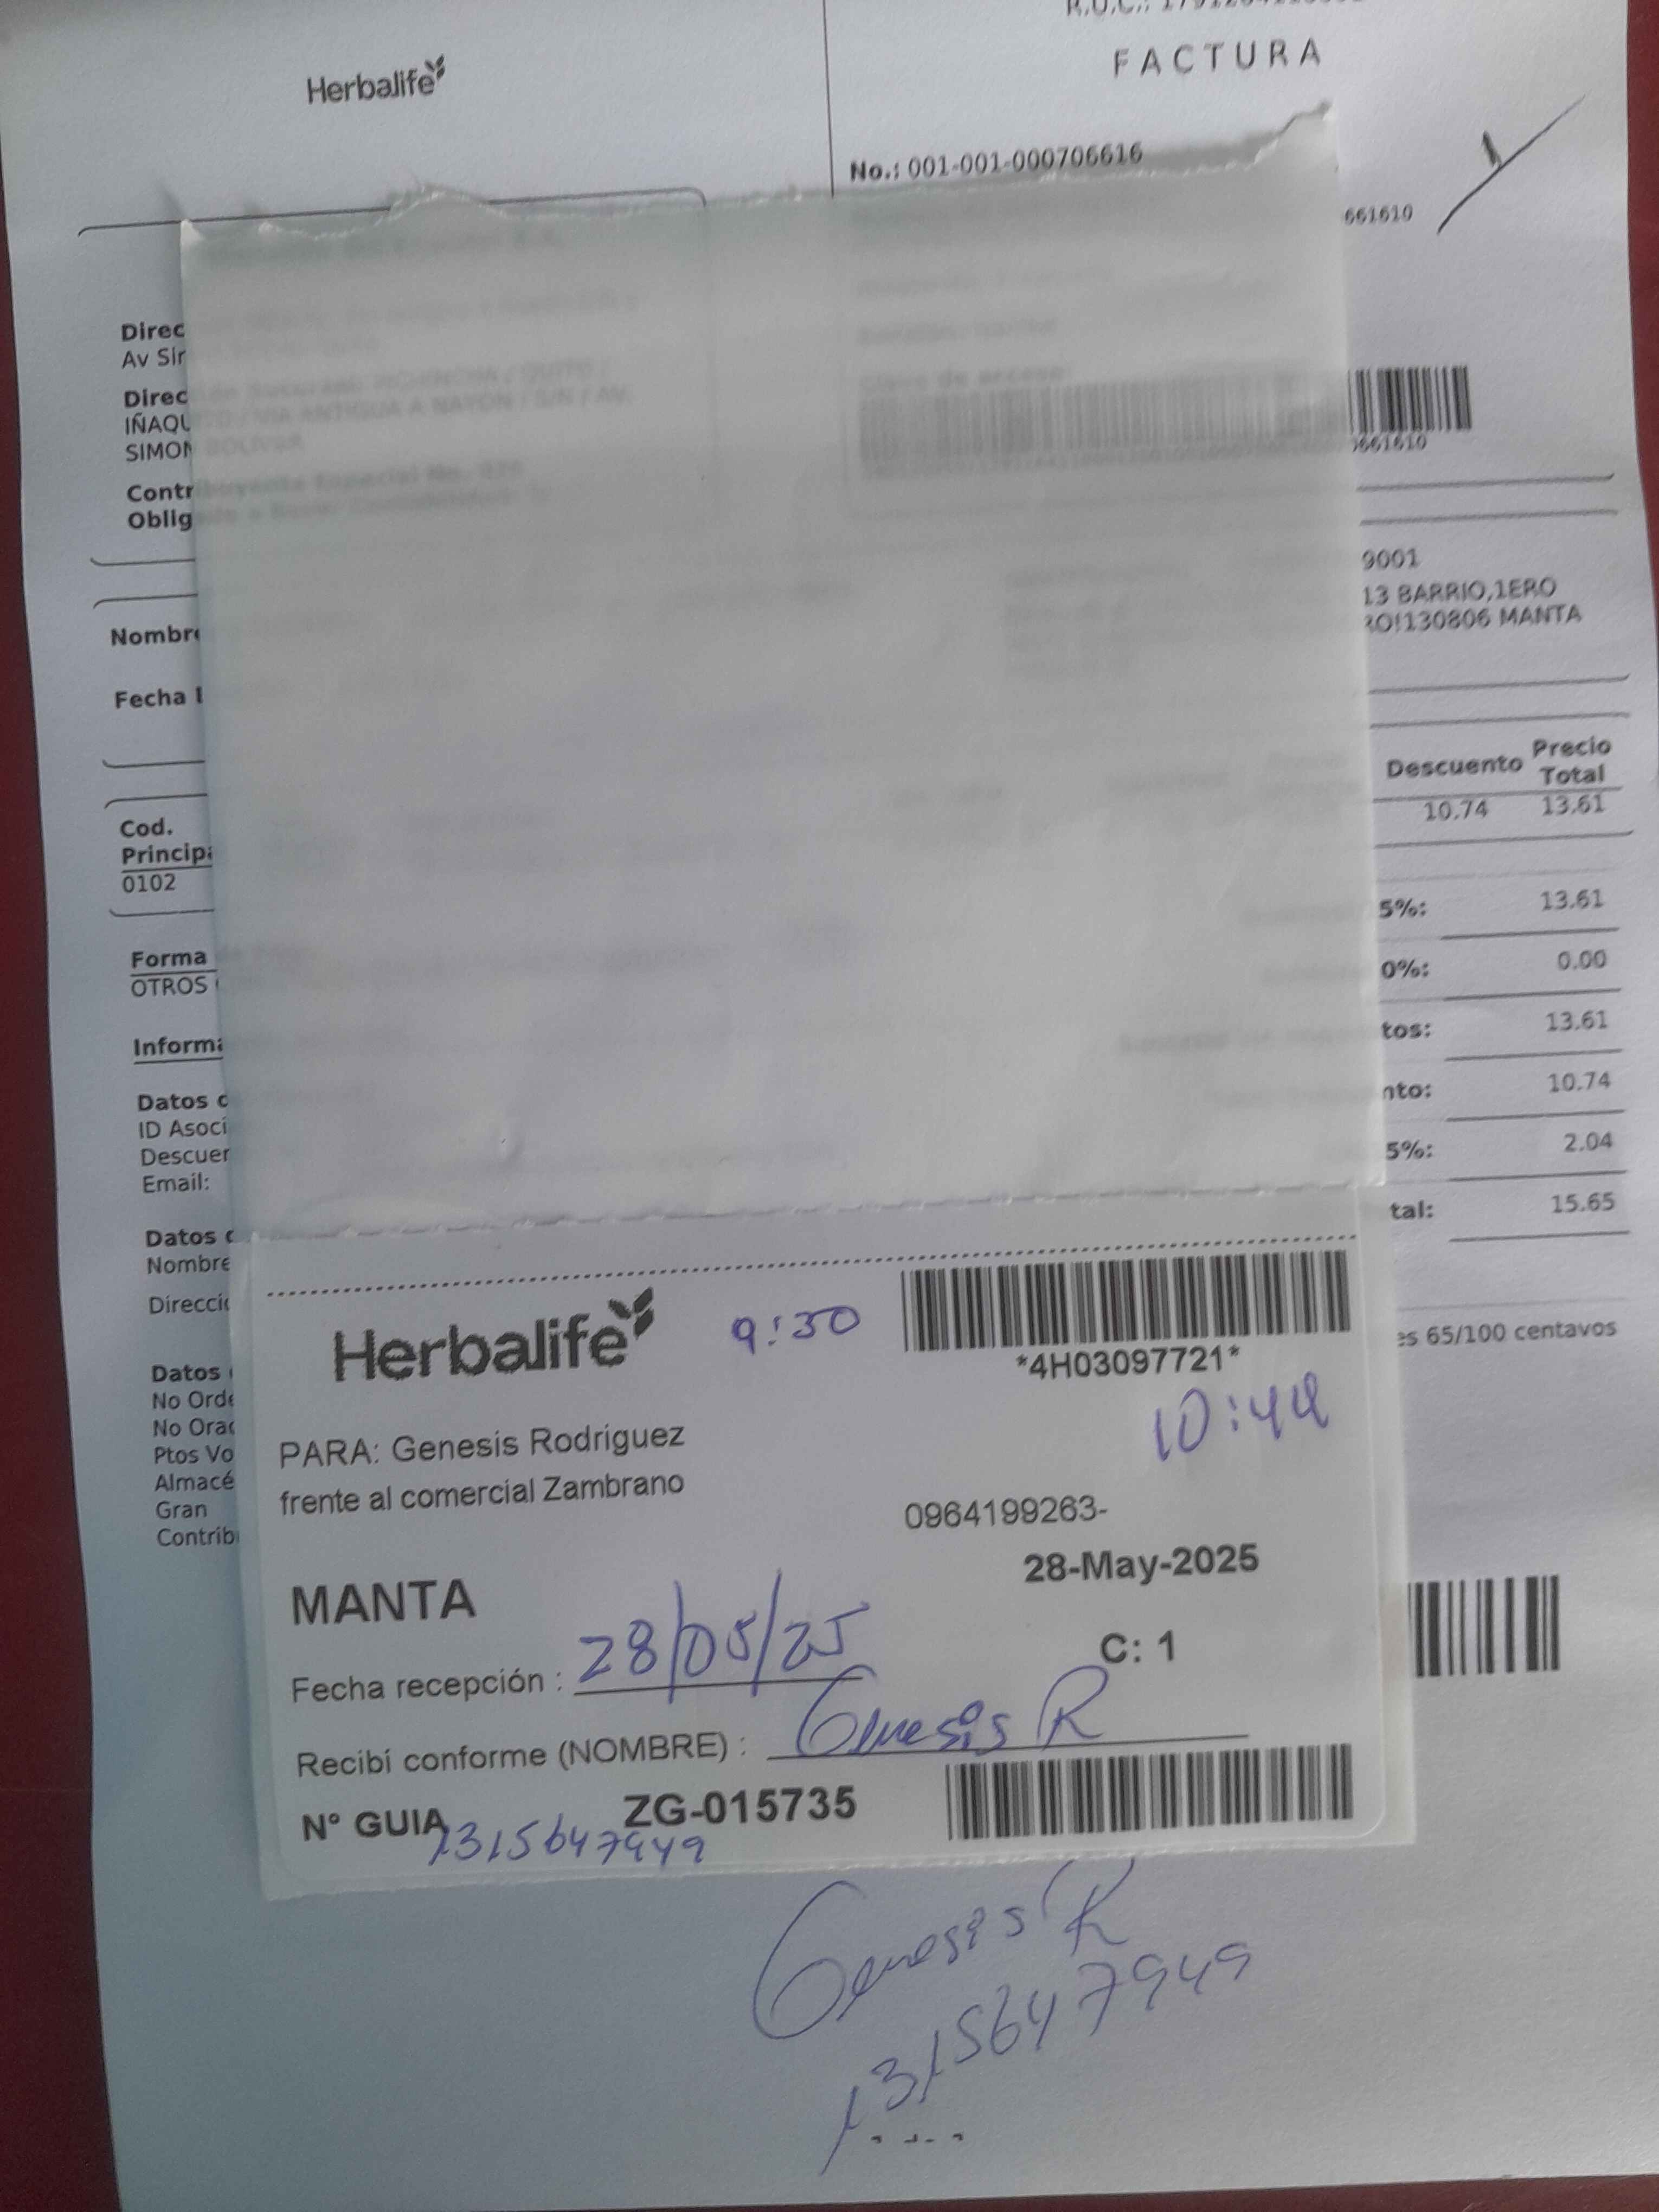 Herbalife
FACTURA
No.: 001-001-000706616
661610
Direc
Av Sir
Direc
IÑAQU
SIMON BOLIVAR
661610
Contr
Oblig
9001
13 BARRIO,1ERO
RO!130806 MANTA
Nombre
Fecha
Descuento Precio Total
10.74 13.61
Cod.
Principa
0102
5%: 13.61
Forma
OTROS
0%: 0.00
Informa
tos: 13.61
Datos d
nto: 10.74
ID Asoci
Descuer
5%: 2.04
Email:
tal: 15.65
Datos d
Nombre
Direcci
es 65/100 centavos
Datos
No Orde
No Orac
Ptos Vo
Almacé
Gran
Contrib
Herbalife
9:30
*4H03097721*
10:44
PARA: Genesis Rodriguez
frente al comercial Zambrano
0964199263-
28-May-2025
MANTA
C: 1
Fecha recepción : 28/05/25
Recibí conforme (NOMBRE) : Genesis R
N° GUIA ZG-015735
1315647949
Genesis R
1315647949